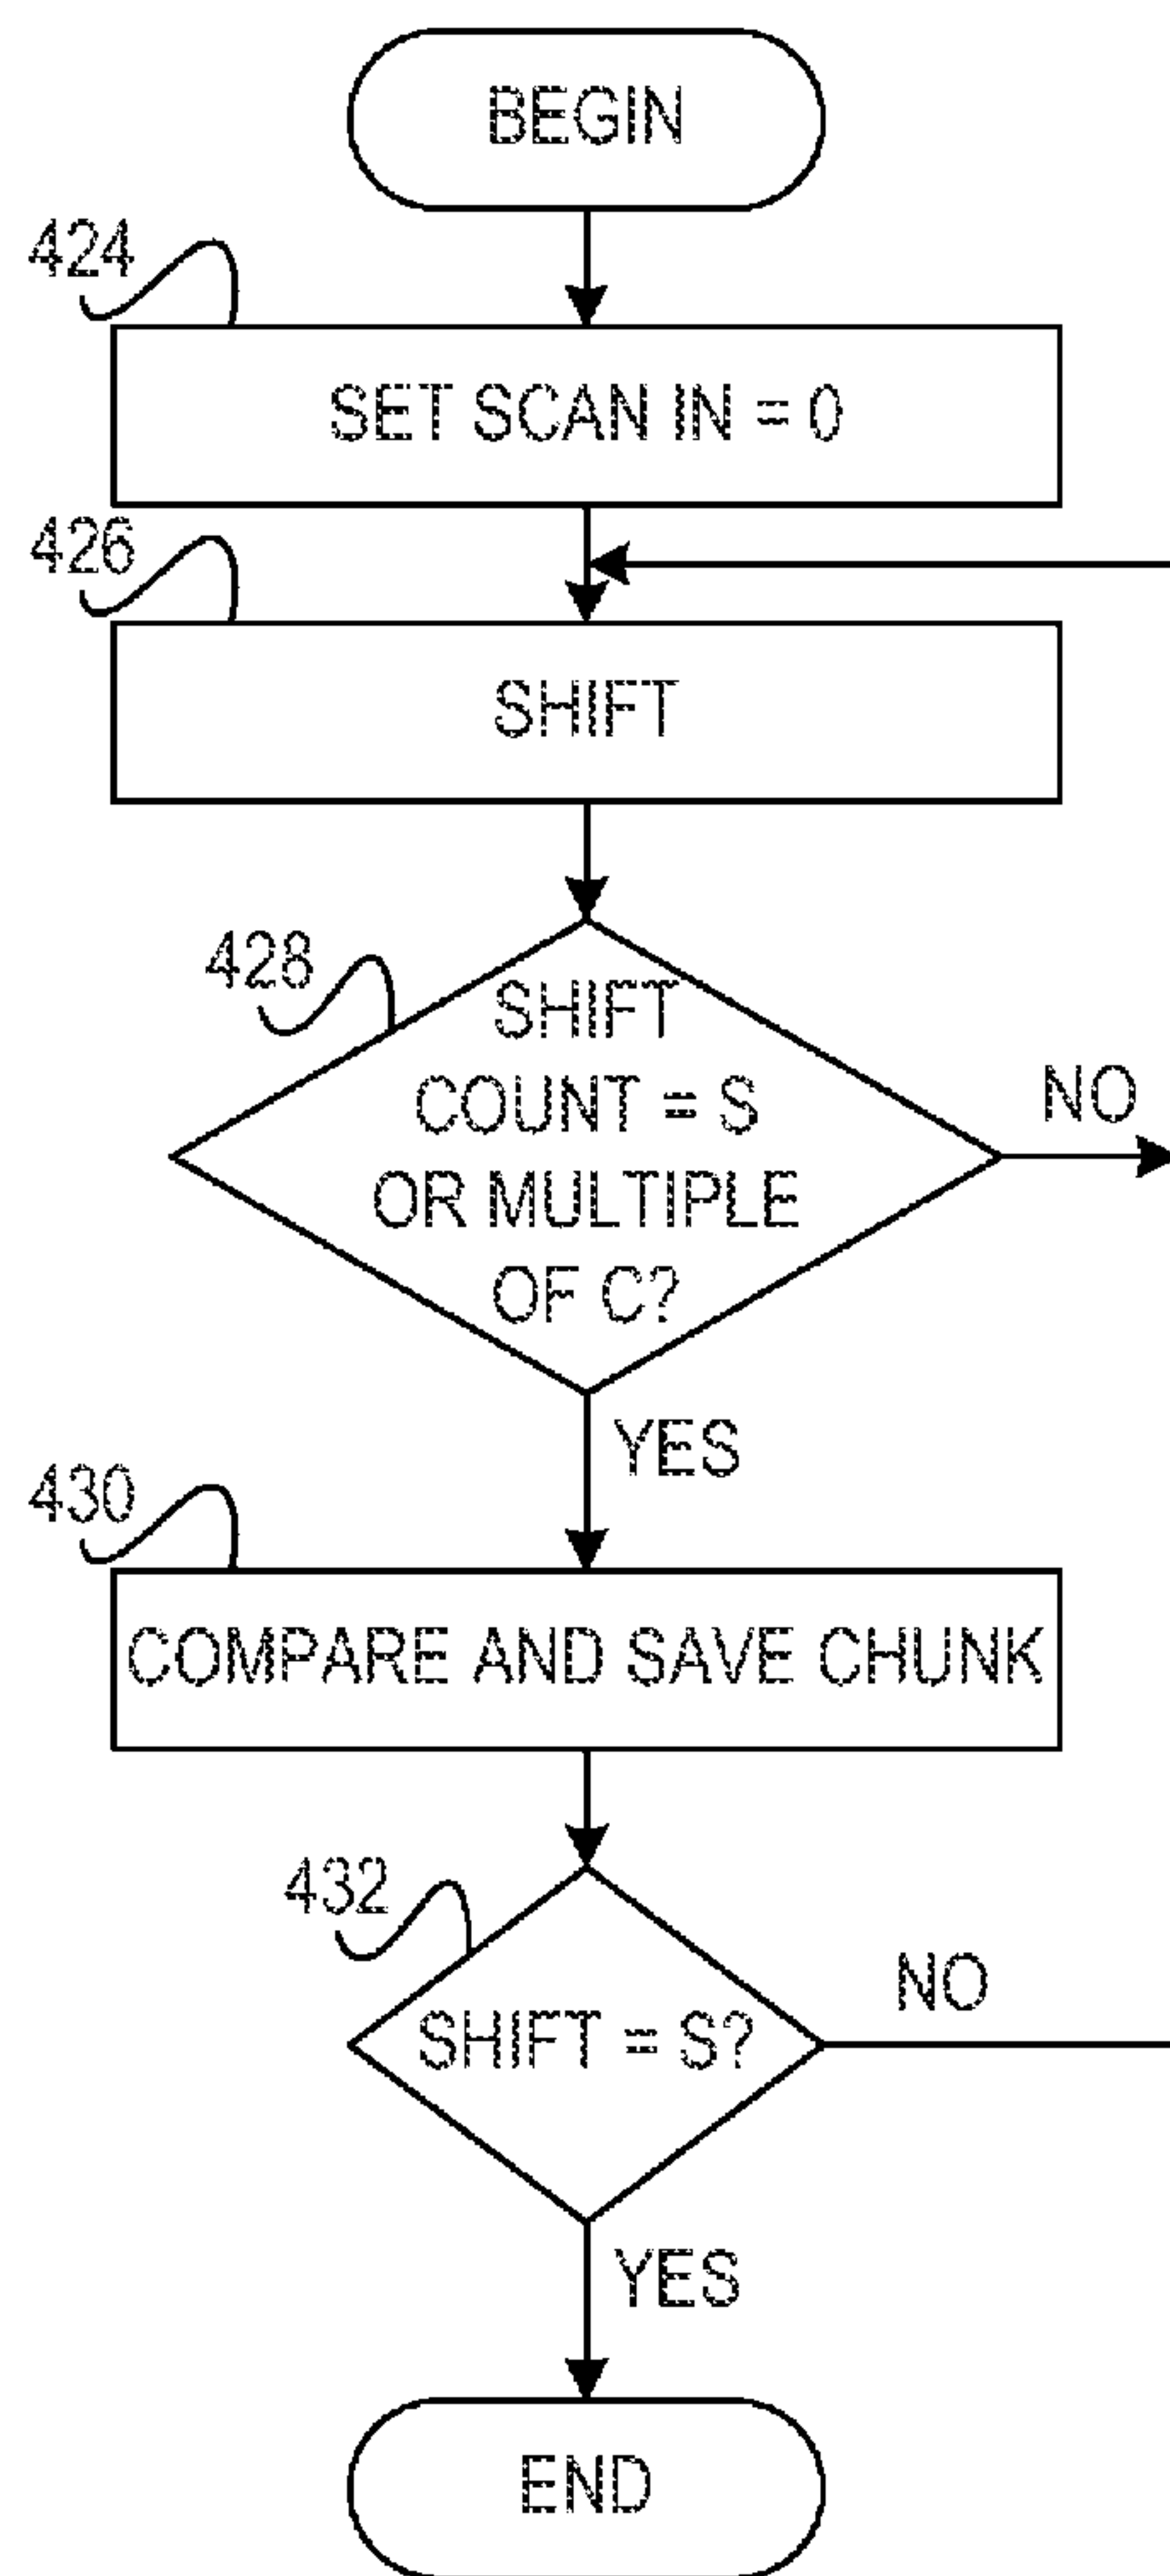 BEGIN
424
SET SCAN IN = 0
426
SHIFT
428
SHIFT
COUNT = S
OR MULTIPLE
OF C?
NO
YES
430
COMPARE AND SAVE CHUNK
432
SHIFT = S?
NO
YES
END